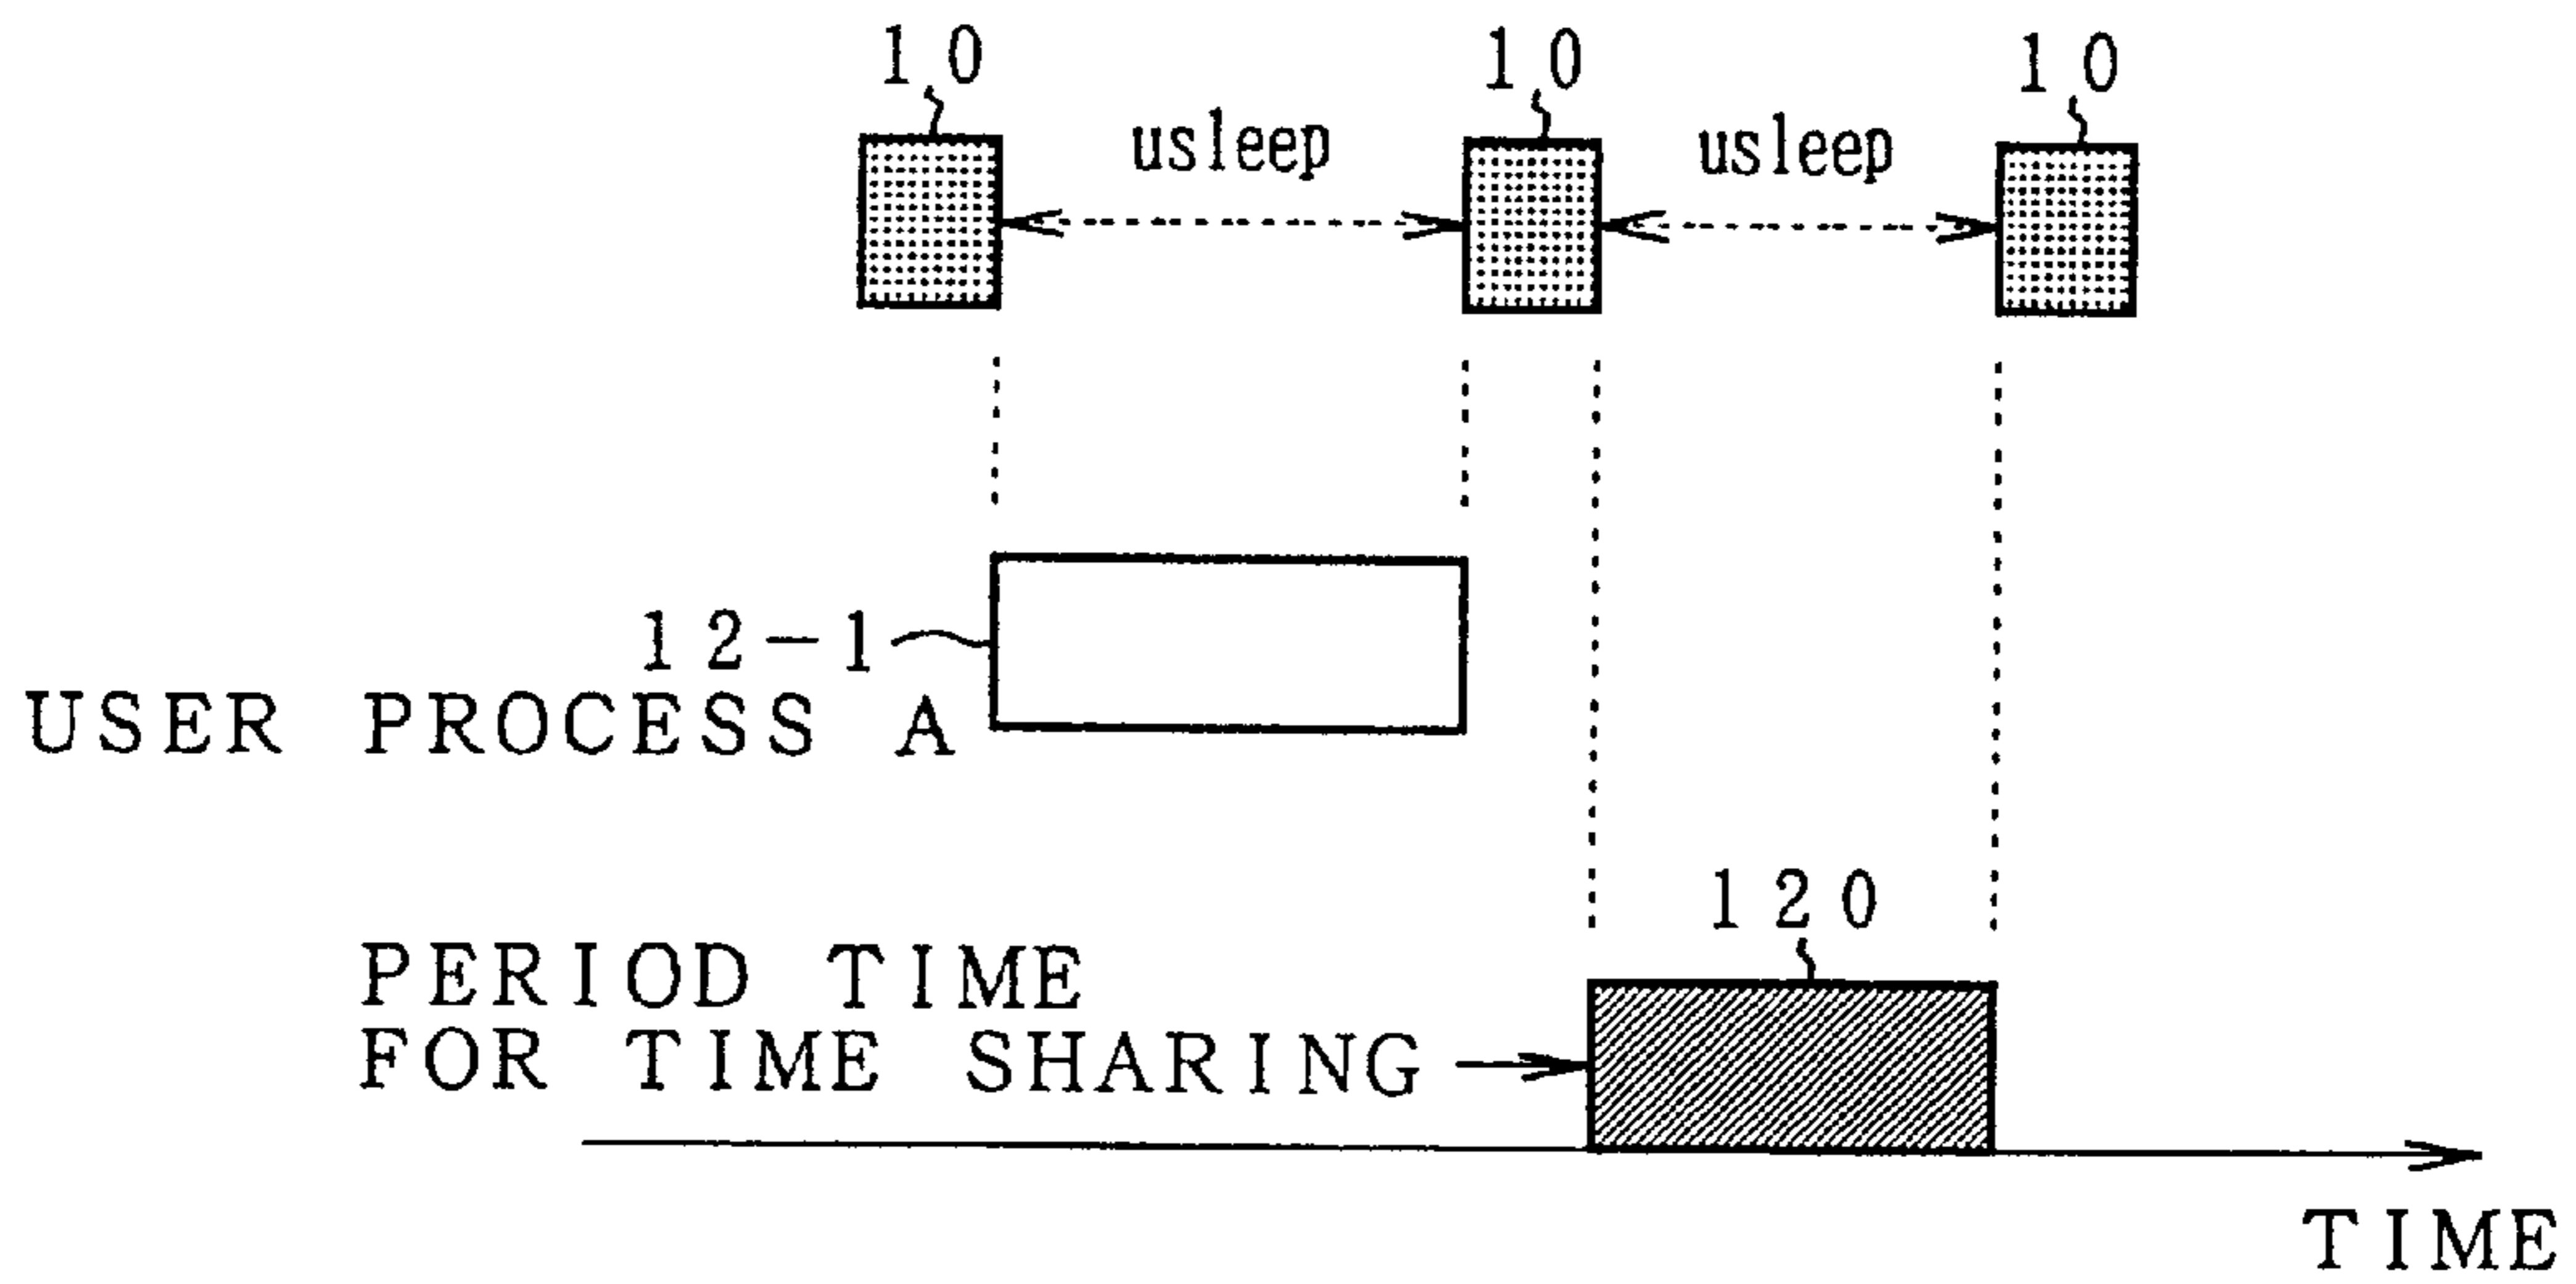 10 10 10
usleep usleep
12-1
USER PROCESS A
120
PERIOD TIME
FOR TIME SHARING
TIME